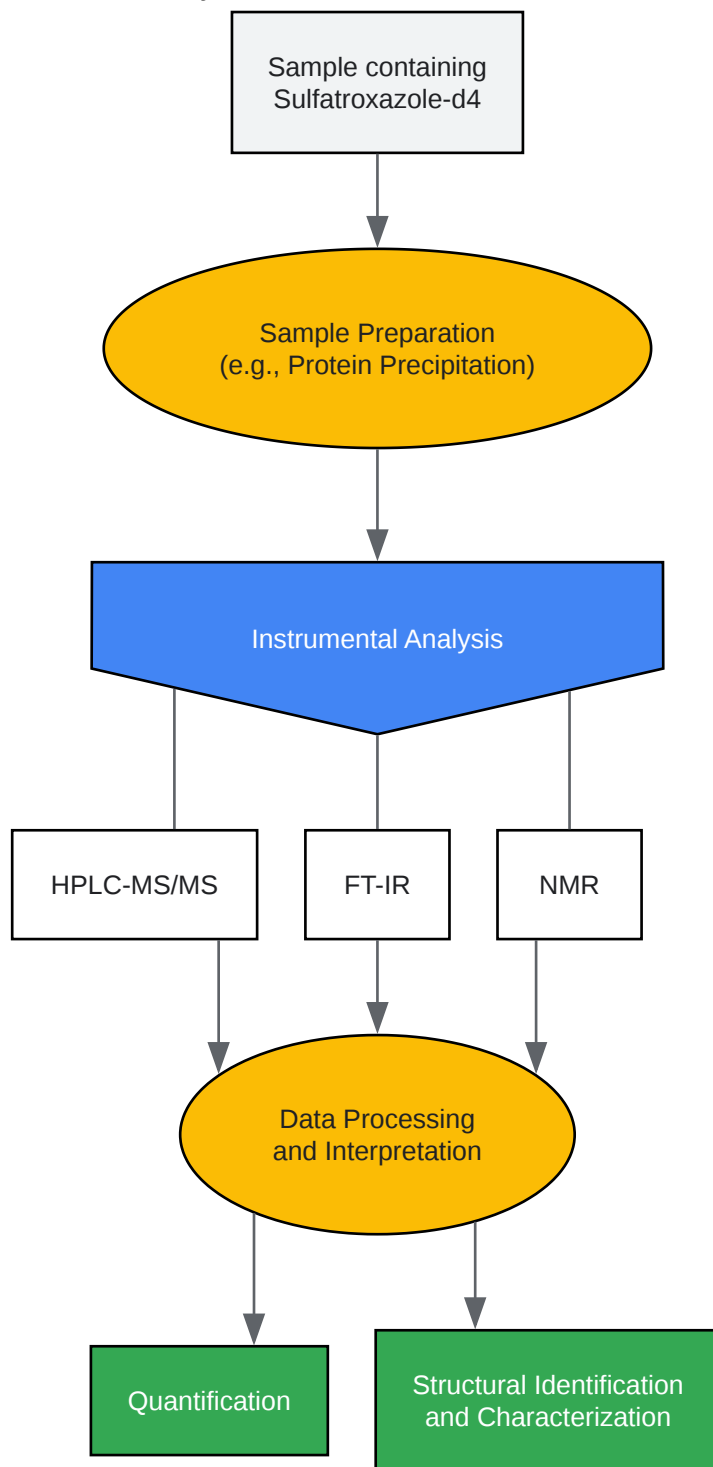 Sample containing
Sulfatroxazole-d4
Sample Preparation
(e.g., Protein Precipitation)
Instrumental Analysis
HPLC-MS/MS
FT-IR
NMR
Data Processing
and Interpretation
Quantification
Structural Identification
and Characterization